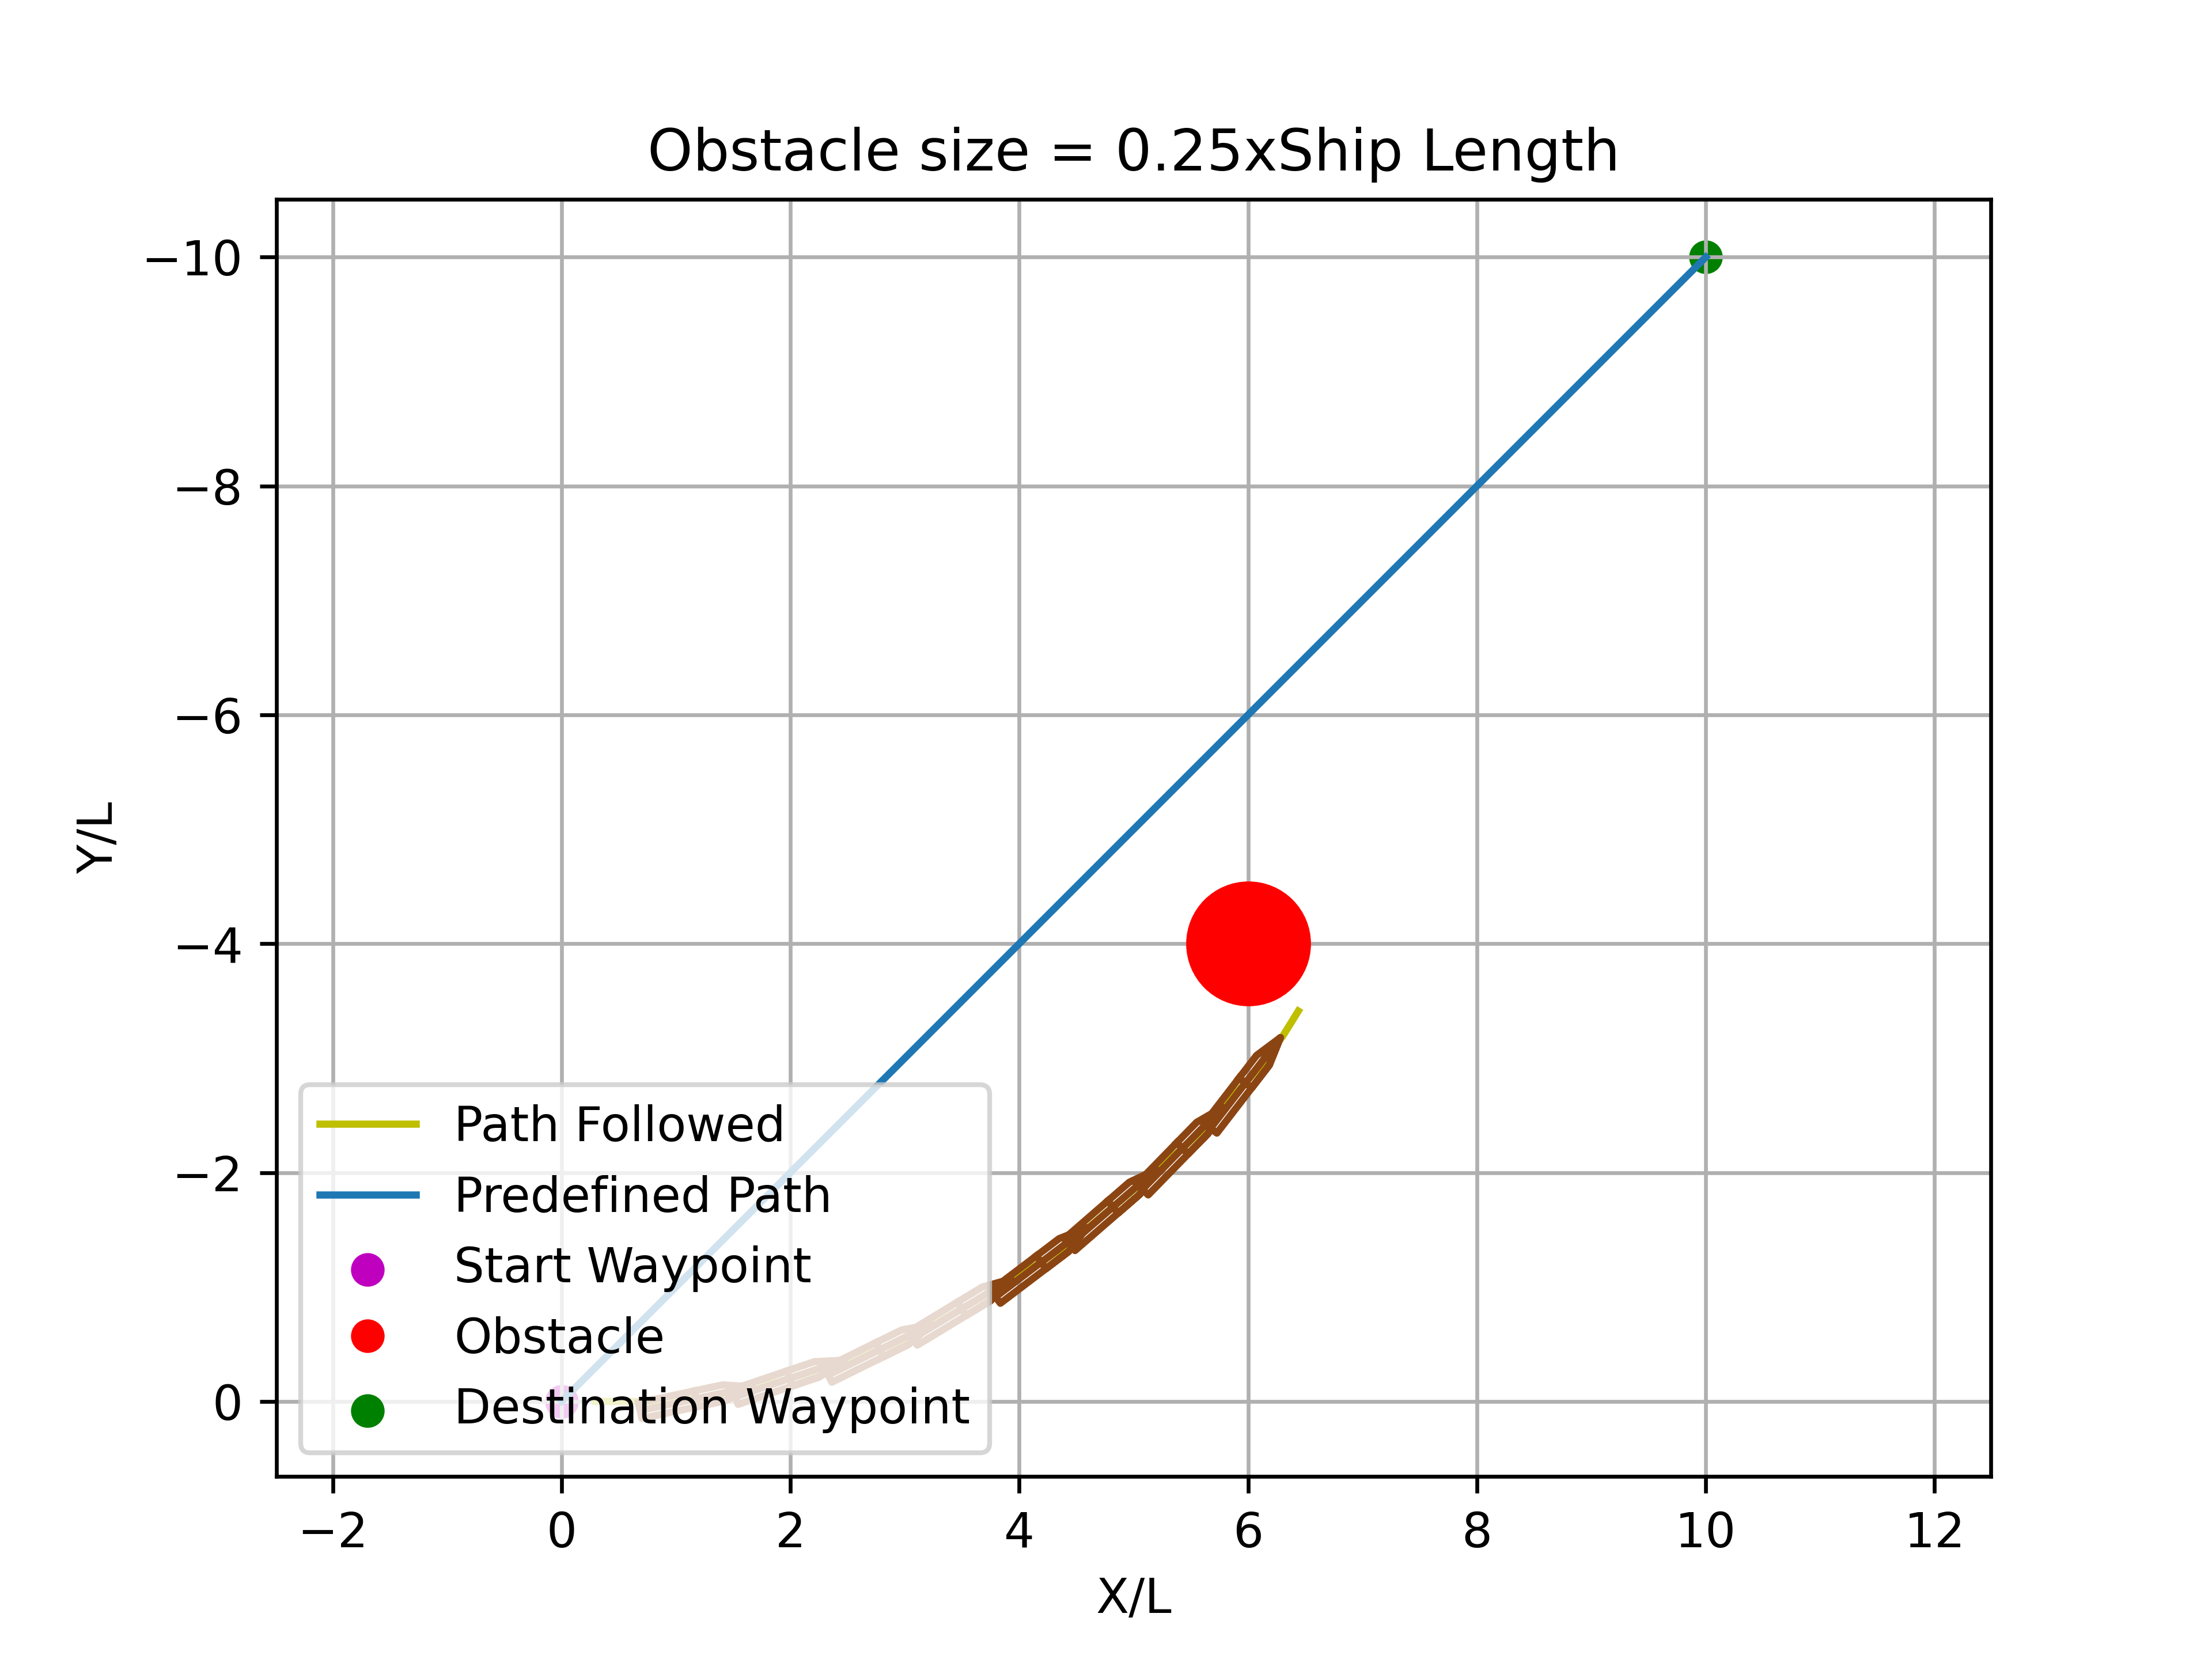 Obstacle size = 0.25xShip Length
−10
−8
−6
−4
−2
0
Y/L
Path Followed
Predefined Path
Start Waypoint
Obstacle
Destination Waypoint
−2 0 2 4 6 8 10 12
X/L